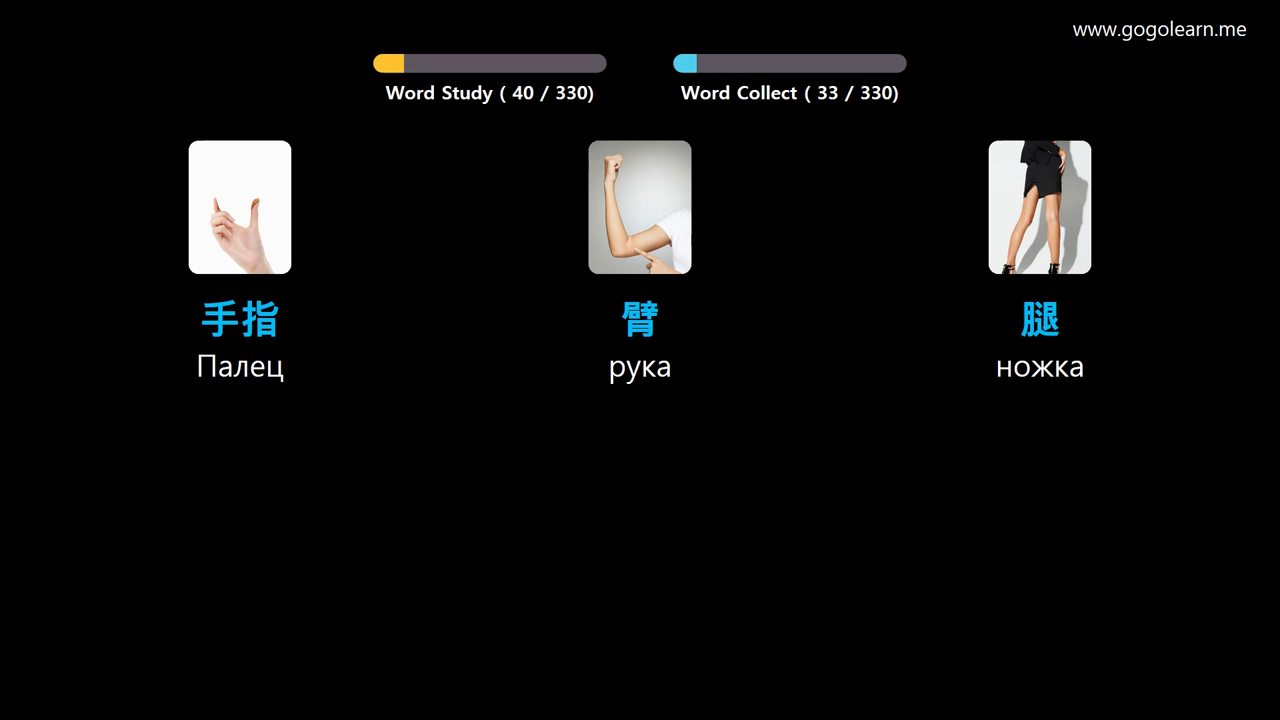 www.gogolearn.me
Word Study ( 40 / 330)
Word Collect ( 33 / 330)
手指
臂
腿
Палец
рука
ножка